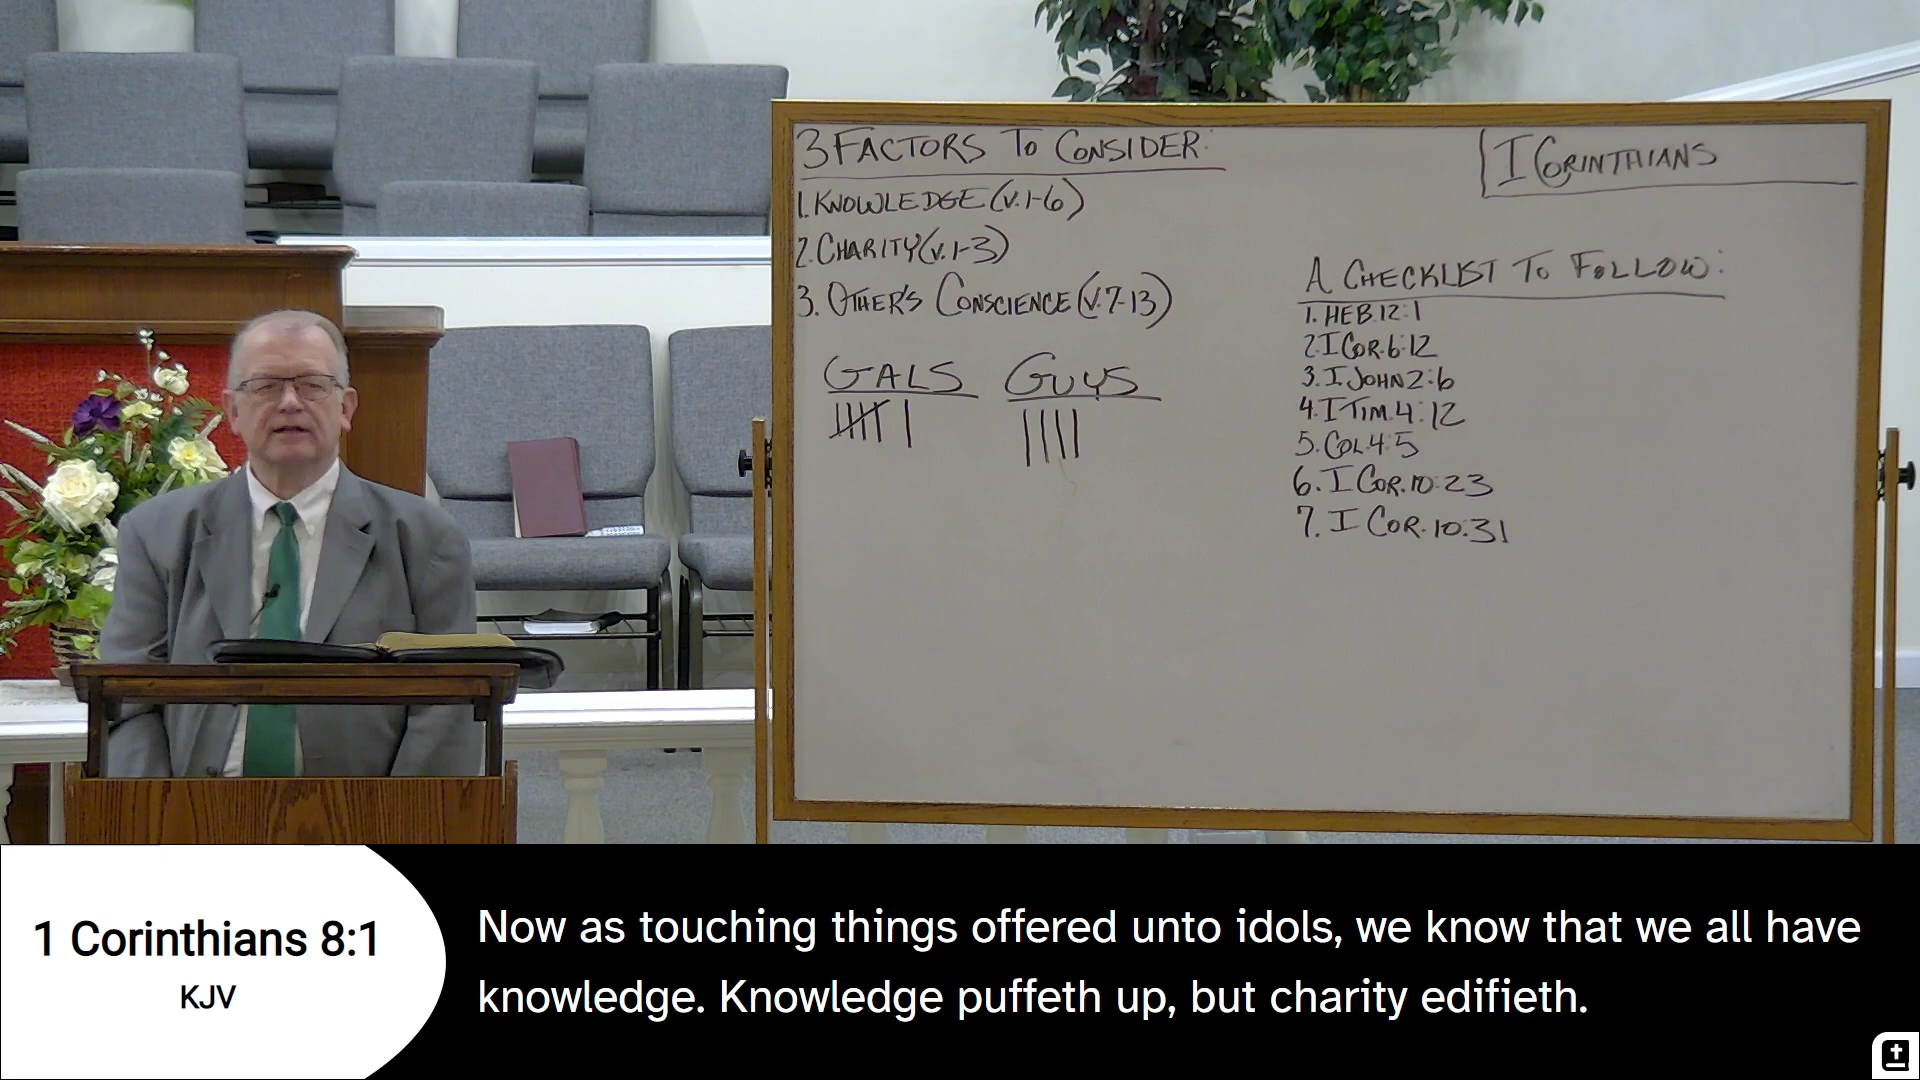 3 FACTORS TO CONSIDER:
1. KNOWLEDGE (V. 1-6)
2. CHARITY (V. 1-3)
3. OTHER'S CONSCIENCE (V. 7-13)
GALS GUYS
I CORINTHIANS
A CHECKLIST TO FOLLOW:
1. HEB. 12:1
2. I COR. 6:12
3. I JOHN 2:6
4. I TIM. 4:12
5. COL. 4:5
6. I COR. 10:23
7. I COR. 10:31
1 Corinthians 8:1
KJV
Now as touching things offered unto idols, we know that we all have
knowledge. Knowledge puffeth up, but charity edifieth.